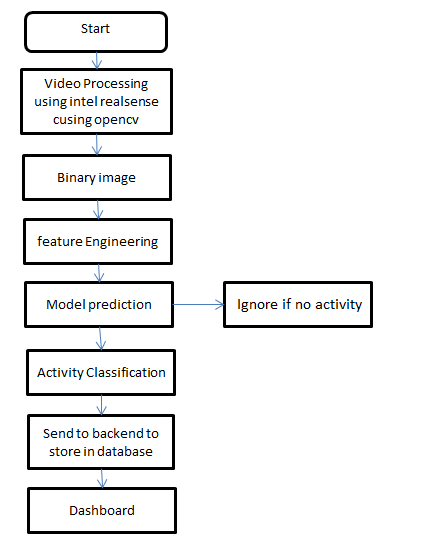 Start
Video Processing
using intel realsense
cusing opencv
Binary image
feature Engineering
Model prediction
Ignore if no activity
Activity Classification
Send to backend to
store in database
Dashboard